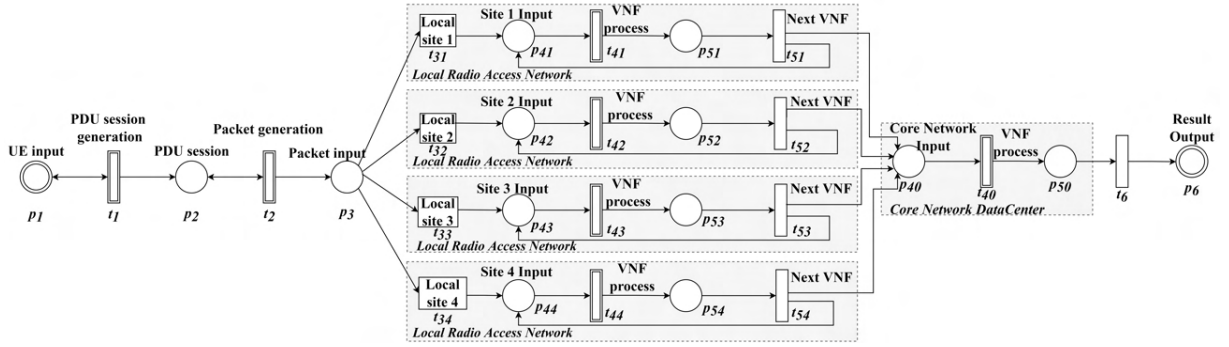 UE input
p1
PDU session
generation
t1
PDU session
p2
Packet generation
t2
Packet input
p3
Local
site 1
t31
Site 1 Input
p41
VNF
process
t41
p51
Next VNF
t51
Local Radio Access Network
Local
site 2
t32
Site 2 Input
p42
VNF
process
t42
p52
Next VNF
t52
Local Radio Access Network
Local
site 3
t33
Site 3 Input
p43
VNF
process
t43
p53
Next VNF
t53
Local Radio Access Network
Local
site 4
t34
Site 4 Input
p44
VNF
process
t44
p54
Next VNF
t54
Local Radio Access Network
Core Network
Input
p40
VNF
process
t40
p50
Core Network DataCenter
t6
Result
Output
p6